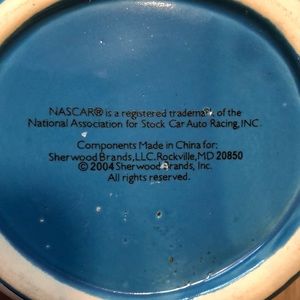 NASCAR® is a registered trademark of the
National Association for Stock Car Auto Racing, INC.
Components Made in China for:
Sherwood Brands, LLC. Rockville, MD 20850
© 2004 Sherwood Brands, Inc.
All rights reserved.